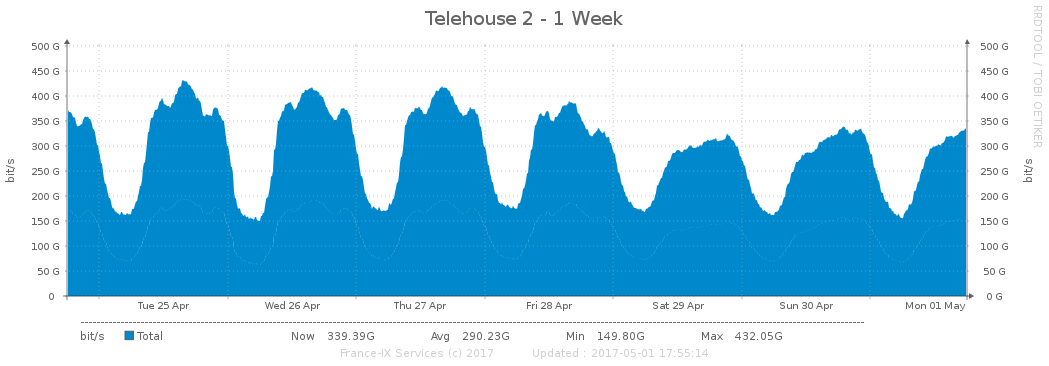 Telehouse 2 - 1 Week
RRDTOOL / TOBI OETIKER
500 G 500 G
450 G 450 G
400 G 400 G
350 G 350 G
300 G 300 G
250 G 250 G
200 G 200 G
150 G 150 G
100 G 100 G
50 G 50 G
0 0 G
bit/s
bit/s
Tue 25 Apr Wed 26 Apr Thu 27 Apr Fri 28 Apr Sat 29 Apr Sun 30 Apr Mon 01 May
bit/s Total Now 339.39G Avg 290.23G Min 149.80G Max 432.05G
France-IX Services (c) 2017 Updated : 2017-05-01 17:55:14